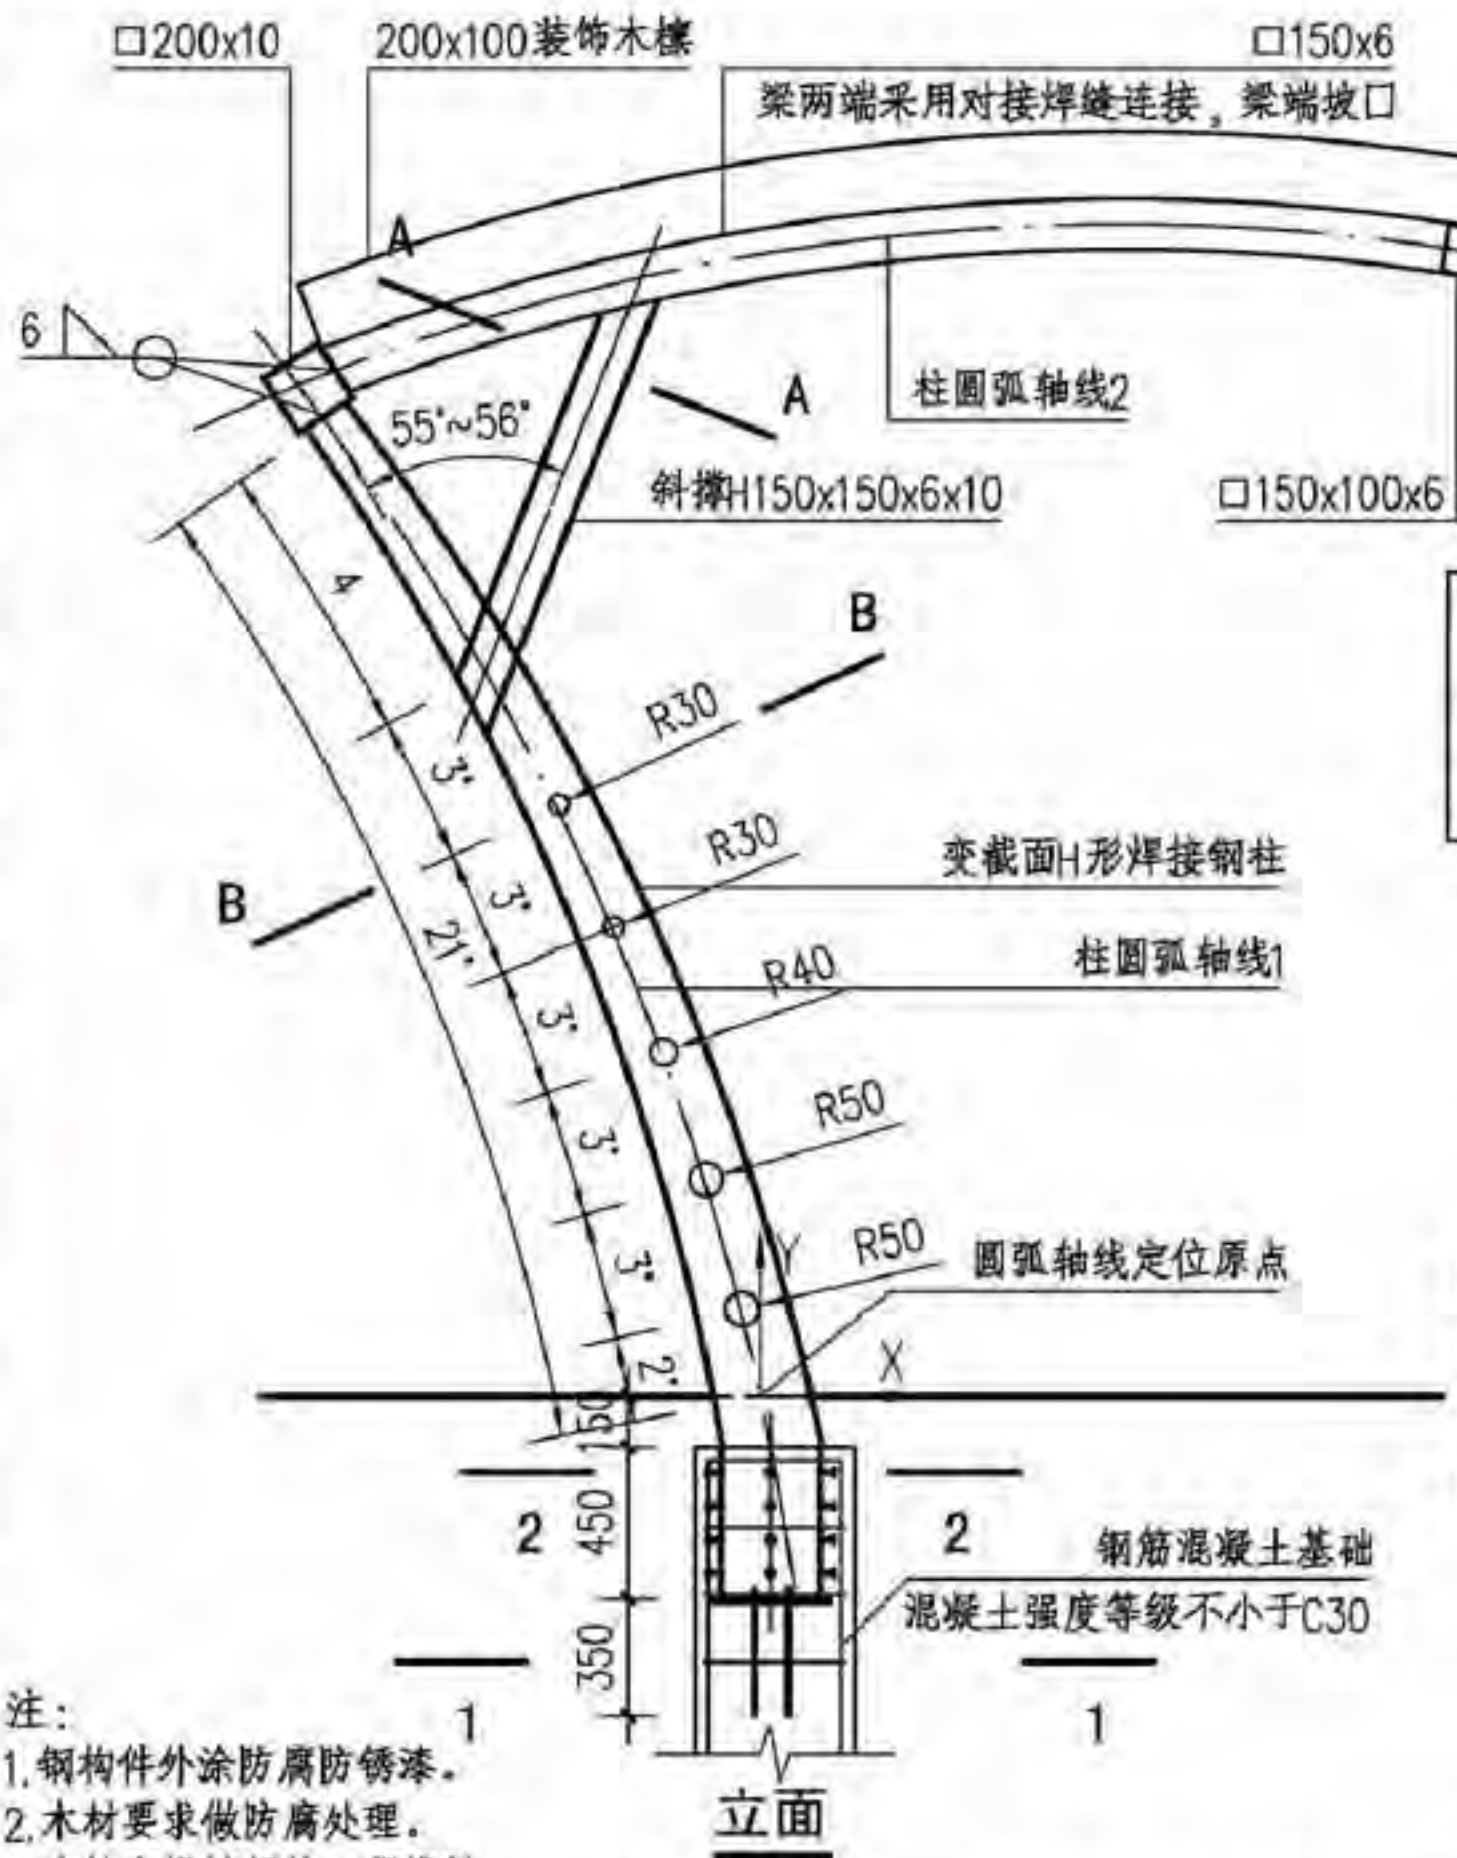 □200x10
200x100装饰木檩
□150x6
梁两端采用对接焊缝连接，梁端坡口
A
6
55°~56°
A
柱圆弧轴线2
斜撑H150x150x6x10
□150x100x6
4
B
R30
3°
R30
变截面H形焊接钢柱
B
3°
21°
柱圆弧轴线1
R40
3°
R50
3°
Y
R50
圆弧轴线定位原点
3°
X
2°
150
2
450
2
钢筋混凝土基础
混凝土强度等级不小于C30
350
1
1
注：
1.钢构件外涂防腐防锈漆。
2.木材要求做防腐处理。
立面